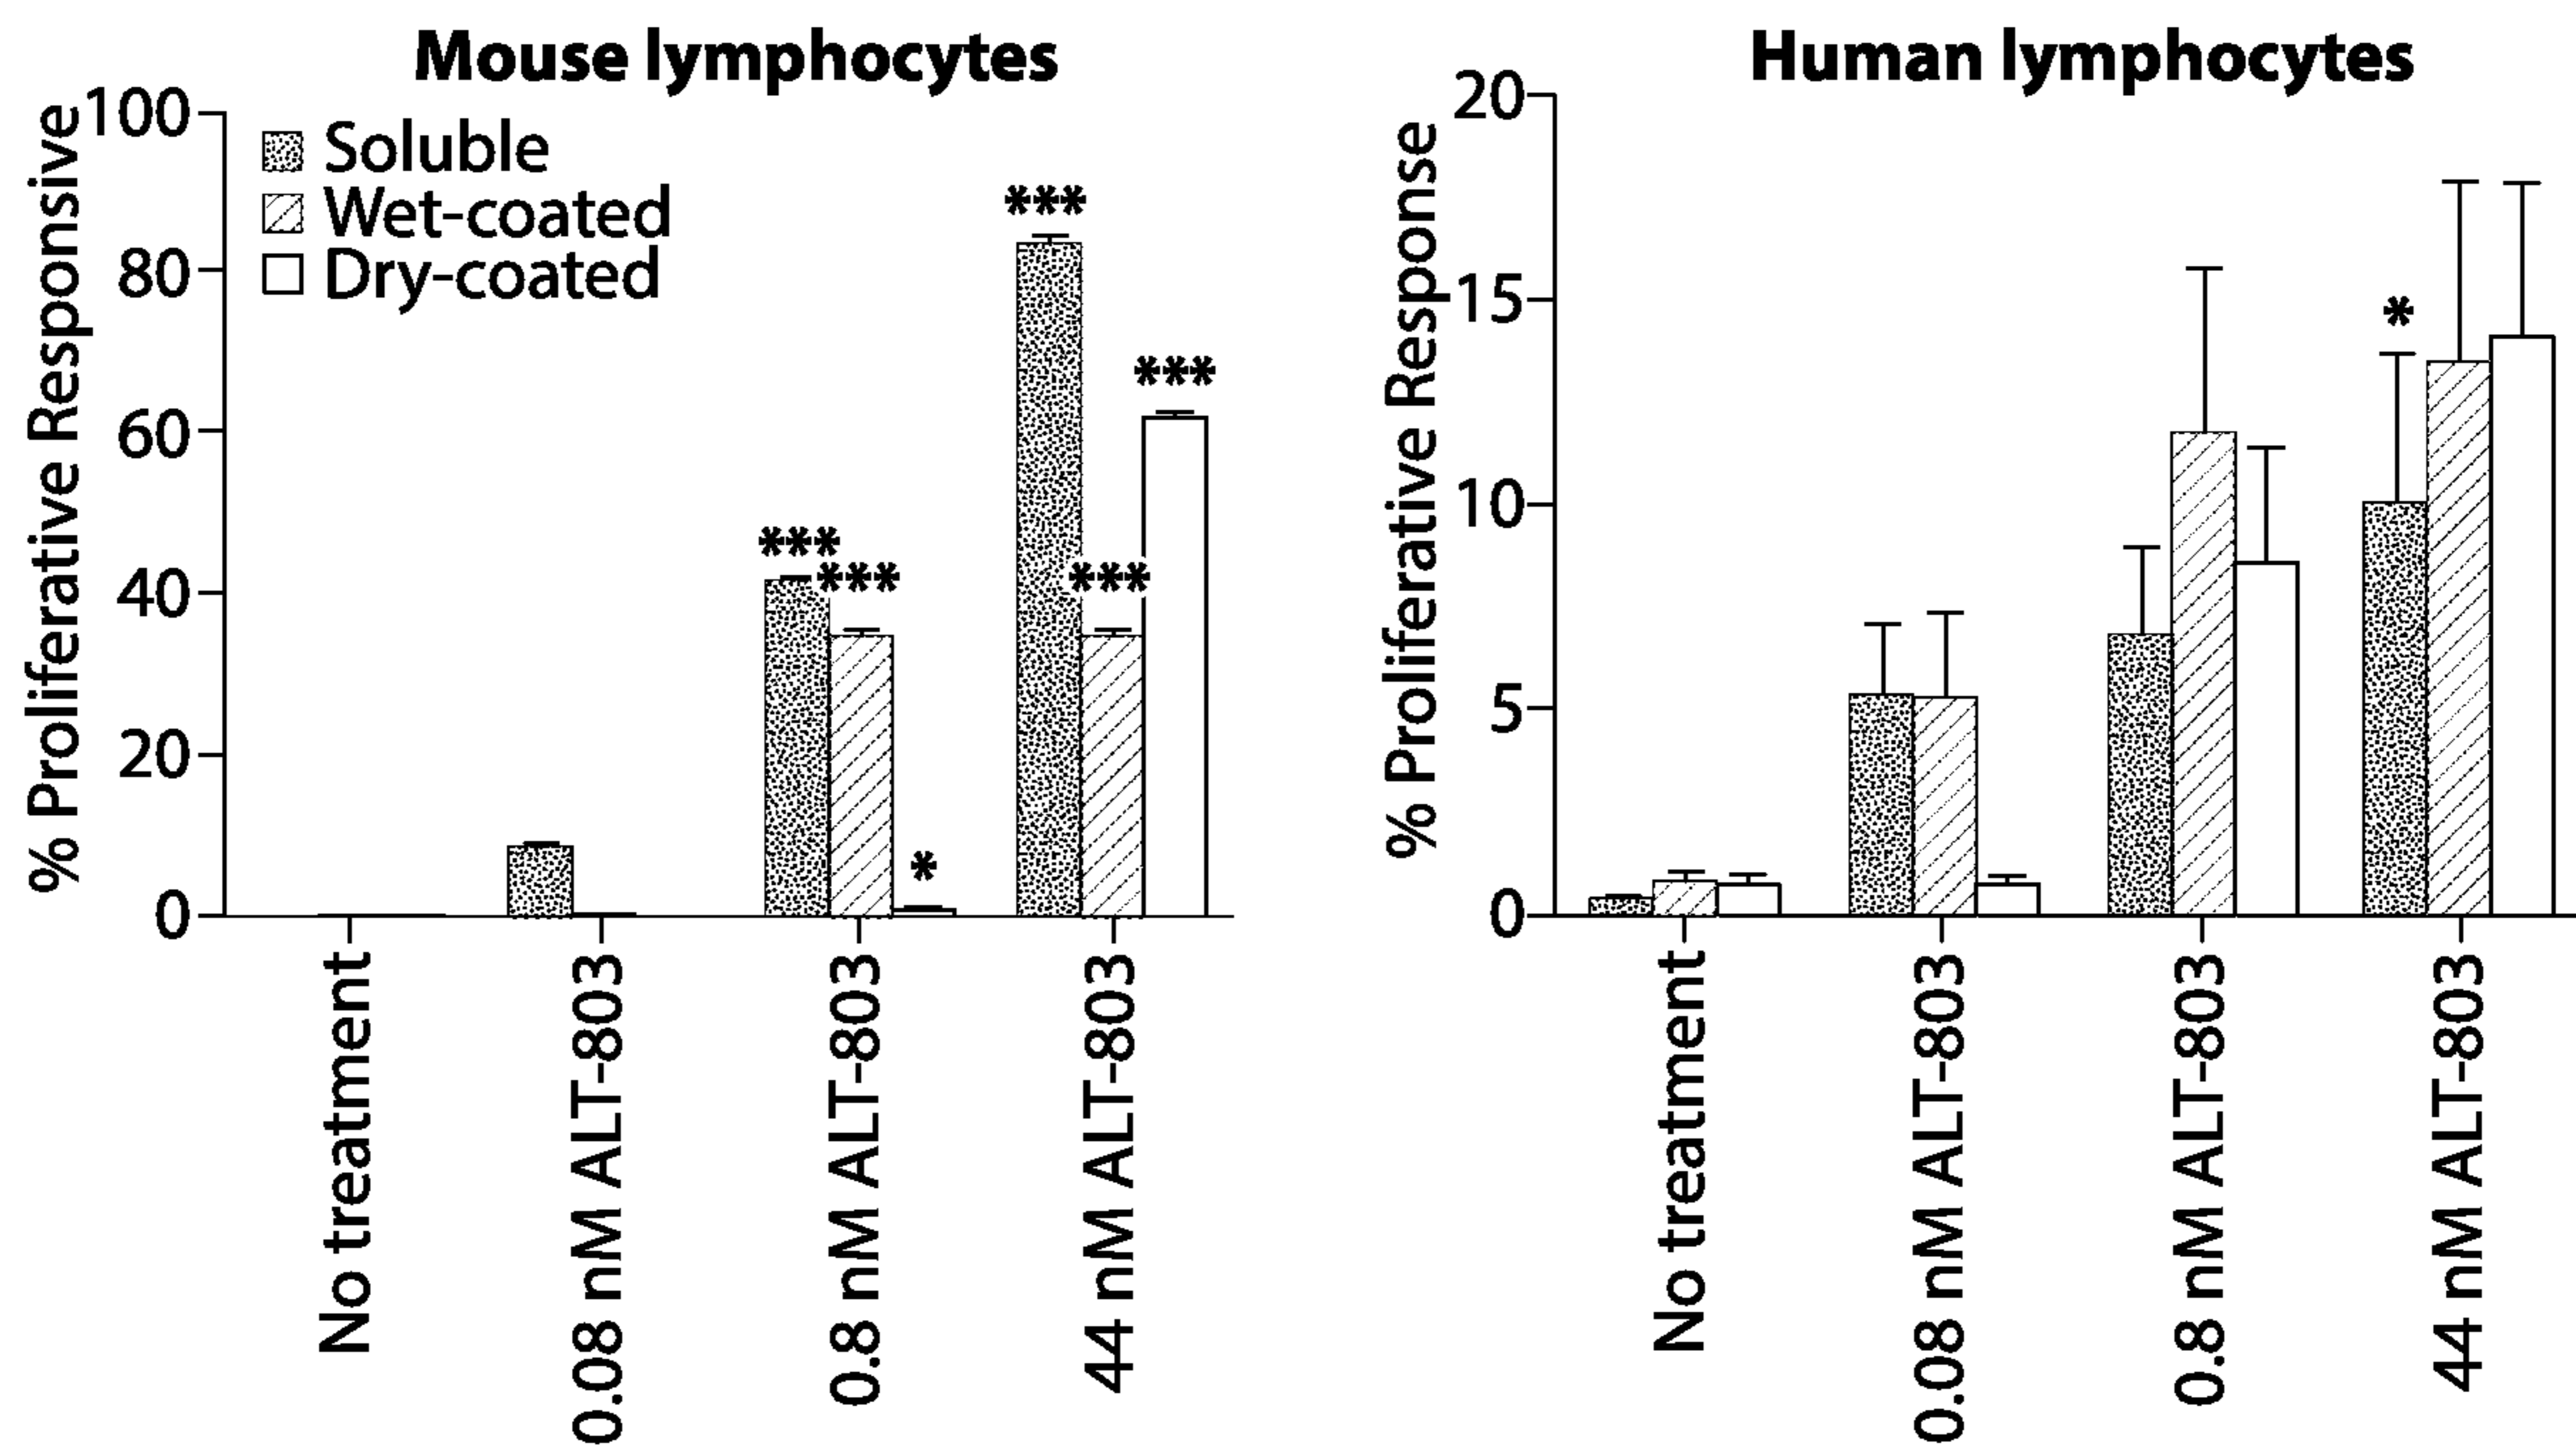 Mouse lymphocytes
% Proliferative Responsive
100
80
60
40
20
0
Soluble
Wet-coated
Dry-coated
***
***
*
***
***
***
No treatment
0.08 nM ALT-803
0.8 nM ALT-803
44 nM ALT-803
Human lymphocytes
% Proliferative Response
20
15
10
5
0
*
No treatment
0.08 nM ALT-803
0.8 nM ALT-803
44 nM ALT-803